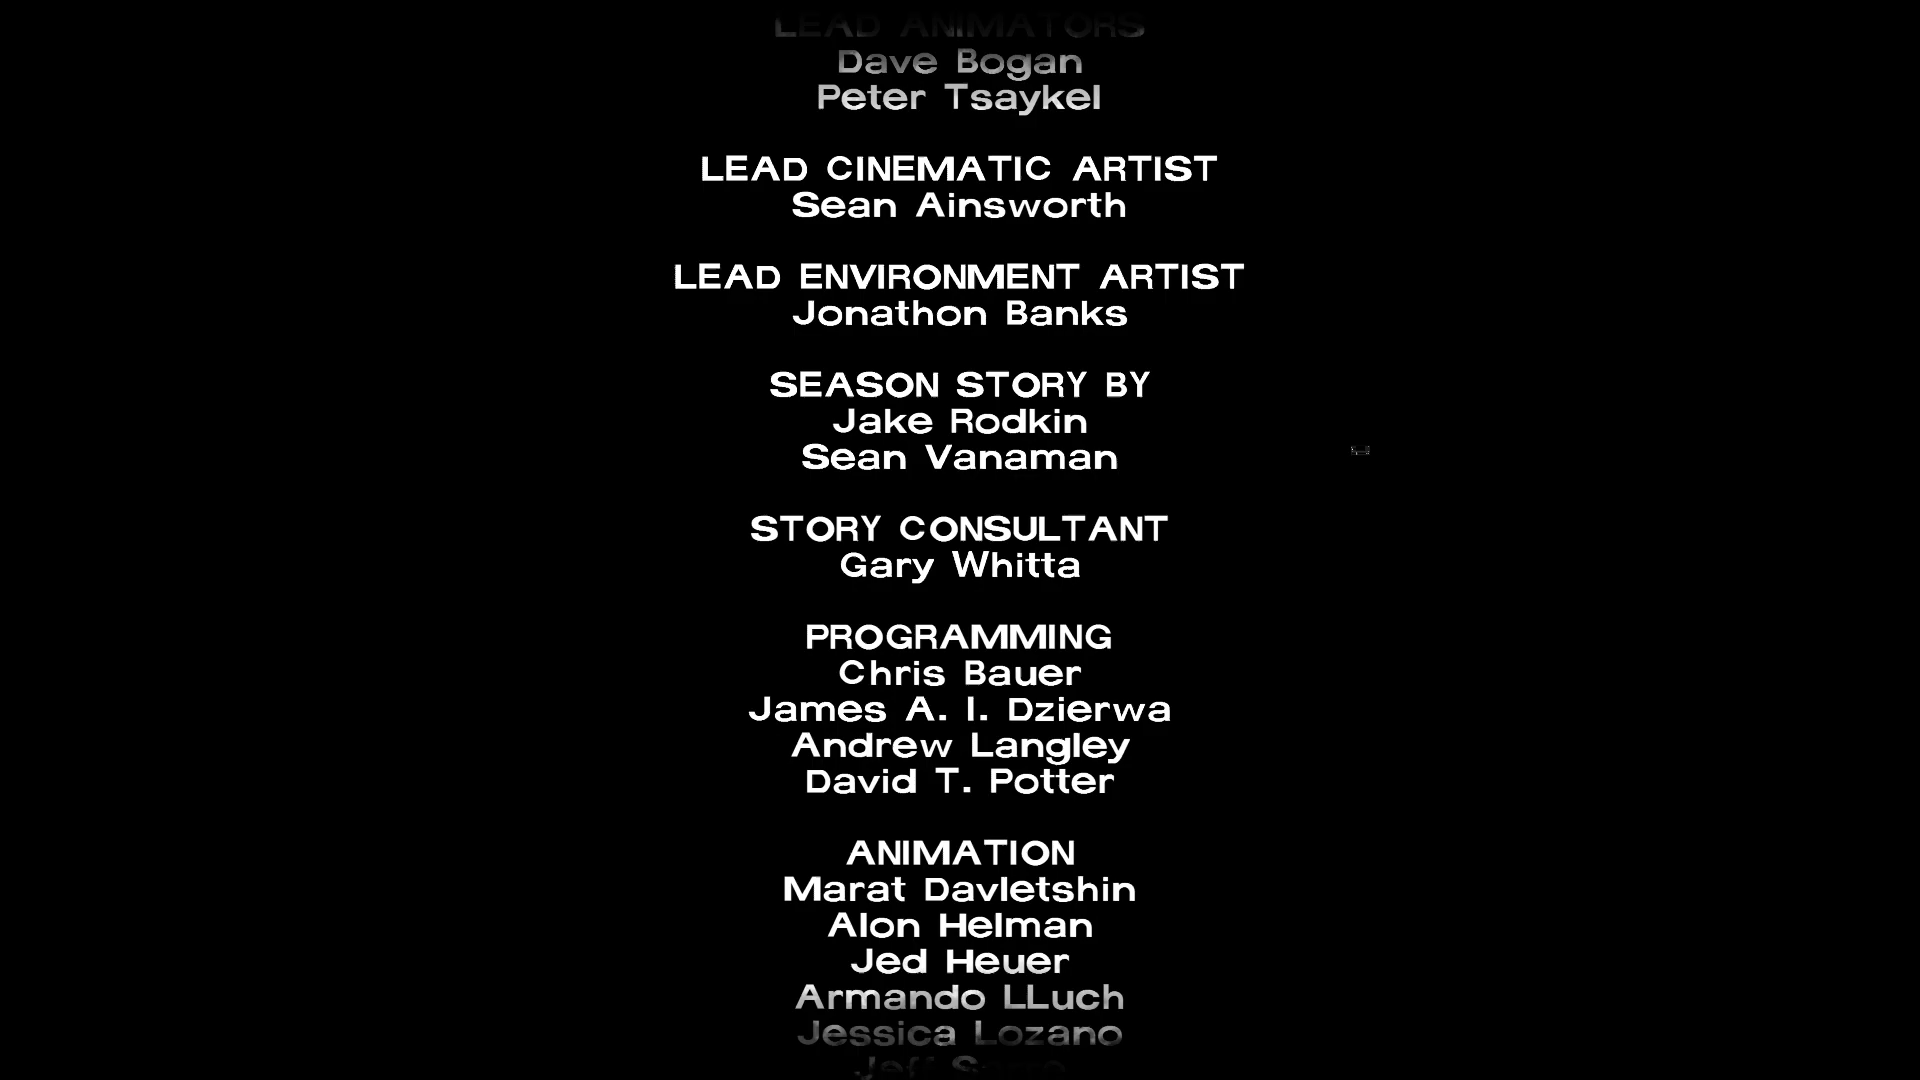 LEAD ANIMATORS
Dave Bogan
Peter Tsaykel
LEAD CINEMATIC ARTIST
Sean Ainsworth
LEAD ENVIRONMENT ARTIST
Jonathon Banks
SEASON STORY BY
Jake Rodkin
Sean Vanaman
STORY CONSULTANT
Gary Whitta
PROGRAMMING
Chris Bauer
James A. I. Dzierwa
Andrew Langley
David T. Potter
ANIMATION
Marat Davletshin
Alon Helman
Jed Heuer
Armando LLuch
Jessica Lozano
Jeff Sarre